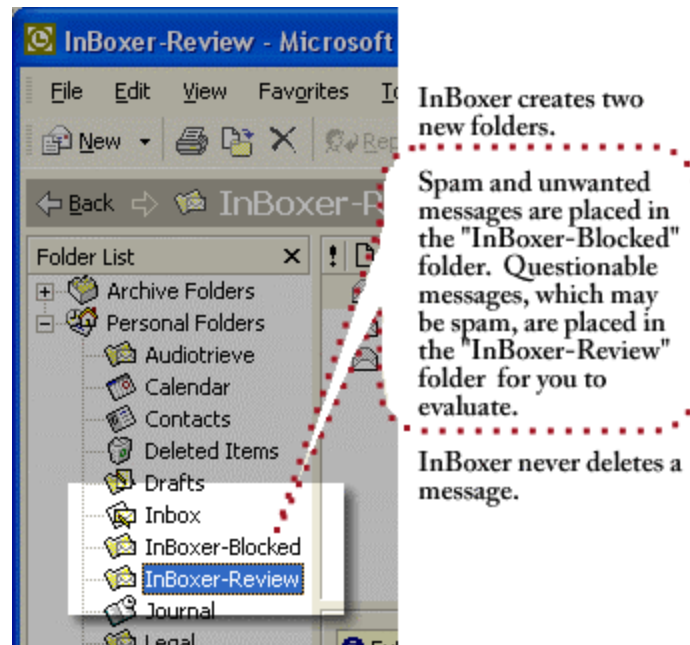 InBoxer-Review - Microsoft
File Edit View Favorites
New
Back InBoxer-R
Folder List
Archive Folders
Personal Folders
Audiotrieve
Calendar
Contacts
Deleted Items
Drafts
Inbox
InBoxer-Blocked
InBoxer-Review
Journal
Legal
InBoxer creates two
new folders.
Spam and unwanted
messages are placed in
the "InBoxer-Blocked"
folder. Questionable
messages, which may
be spam, are placed in
the "InBoxer-Review"
folder for you to
evaluate.
InBoxer never deletes a
message.